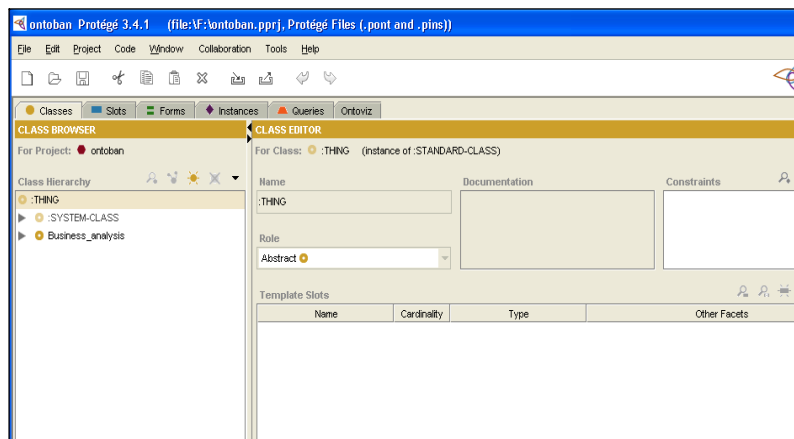 ontoban Protégé 3.4.1 (file:\F:\ontoban.pprj, Protégé Files (.pont and .pins))
File Edit Project Code Window Collaboration Tools Help
Classes Slots Forms Instances Queries Ontoviz
CLASS BROWSER
For Project: ontoban
Class Hierarchy
:THING
:SYSTEM-CLASS
Business_analysis
CLASS EDITOR
For Class: :THING (instance of :STANDARD-CLASS)
Name Documentation Constraints
:THING
Role
Abstract
Template Slots
Name Cardinality Type Other Facets